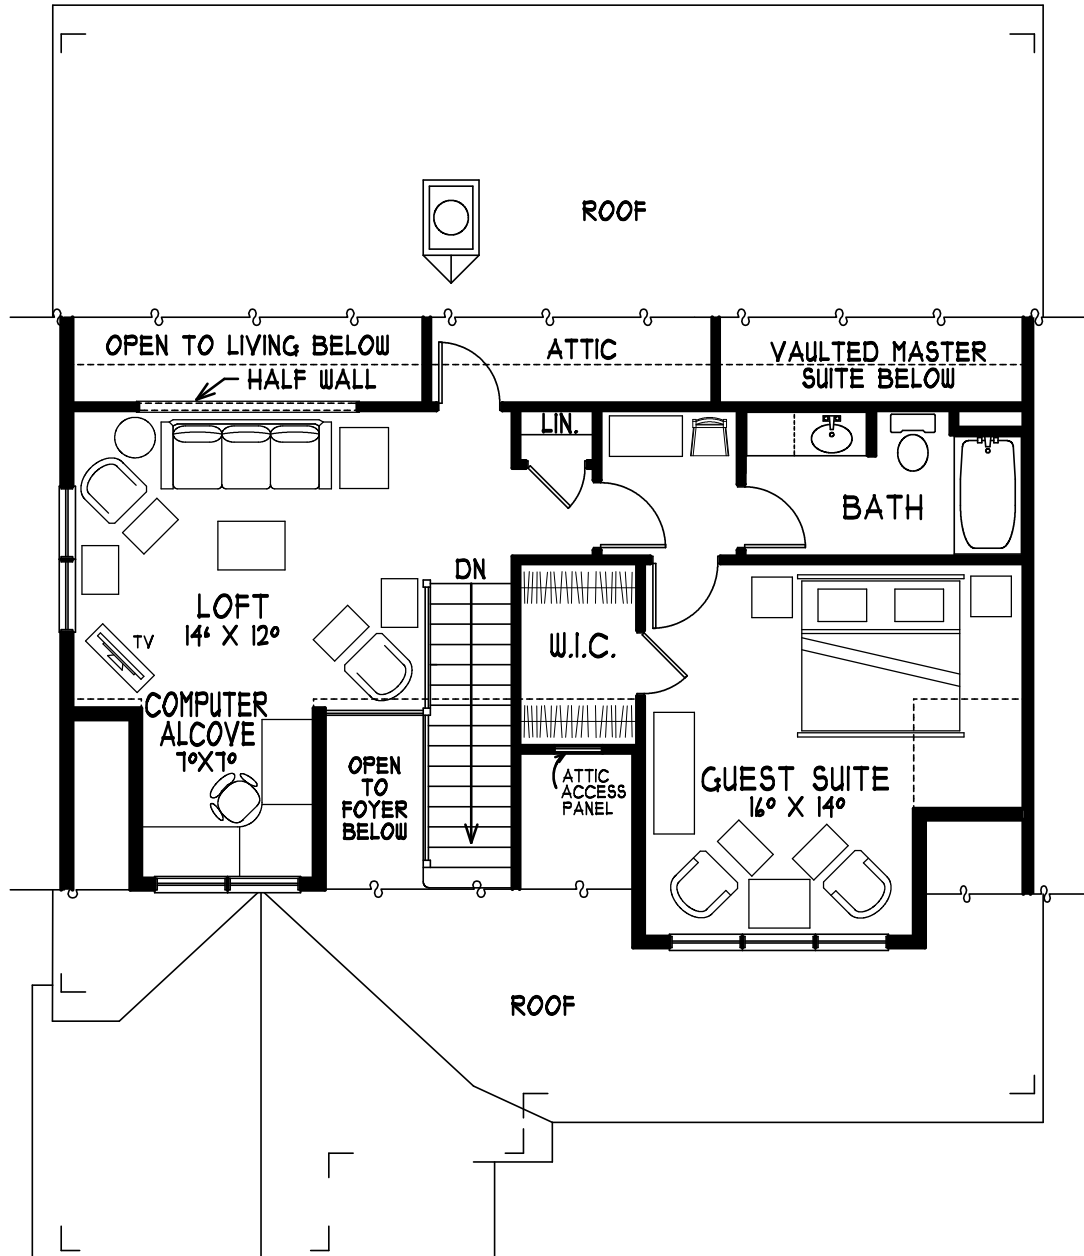 ROOF
OPEN TO LIVING BELOW
HALF WALL
ATTIC
VAULTED MASTER
SUITE BELOW
LIN.
BATH
DN
LOFT
14⁶ X 12⁰
TV
W.I.C.
COMPUTER
ALCOVE
7⁰X7⁰
OPEN
TO
FOYER
BELOW
ATTIC
ACCESS
PANEL
GUEST SUITE
16⁰ X 14⁰
ROOF